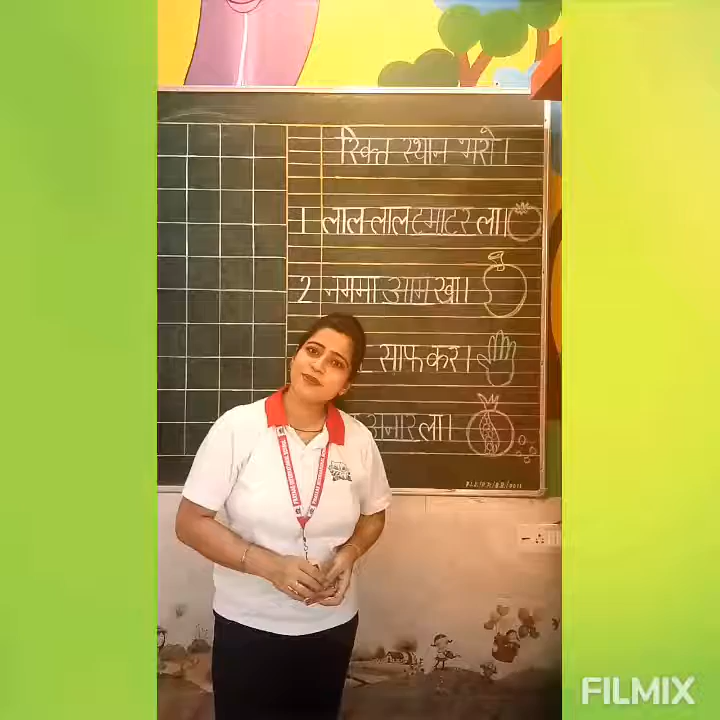 रिक्त स्थान भरो।
1 लाल लाल टमाटर ला।
2 नगमा आम खा।
साफ कर।
अनार ला।
FILMIX